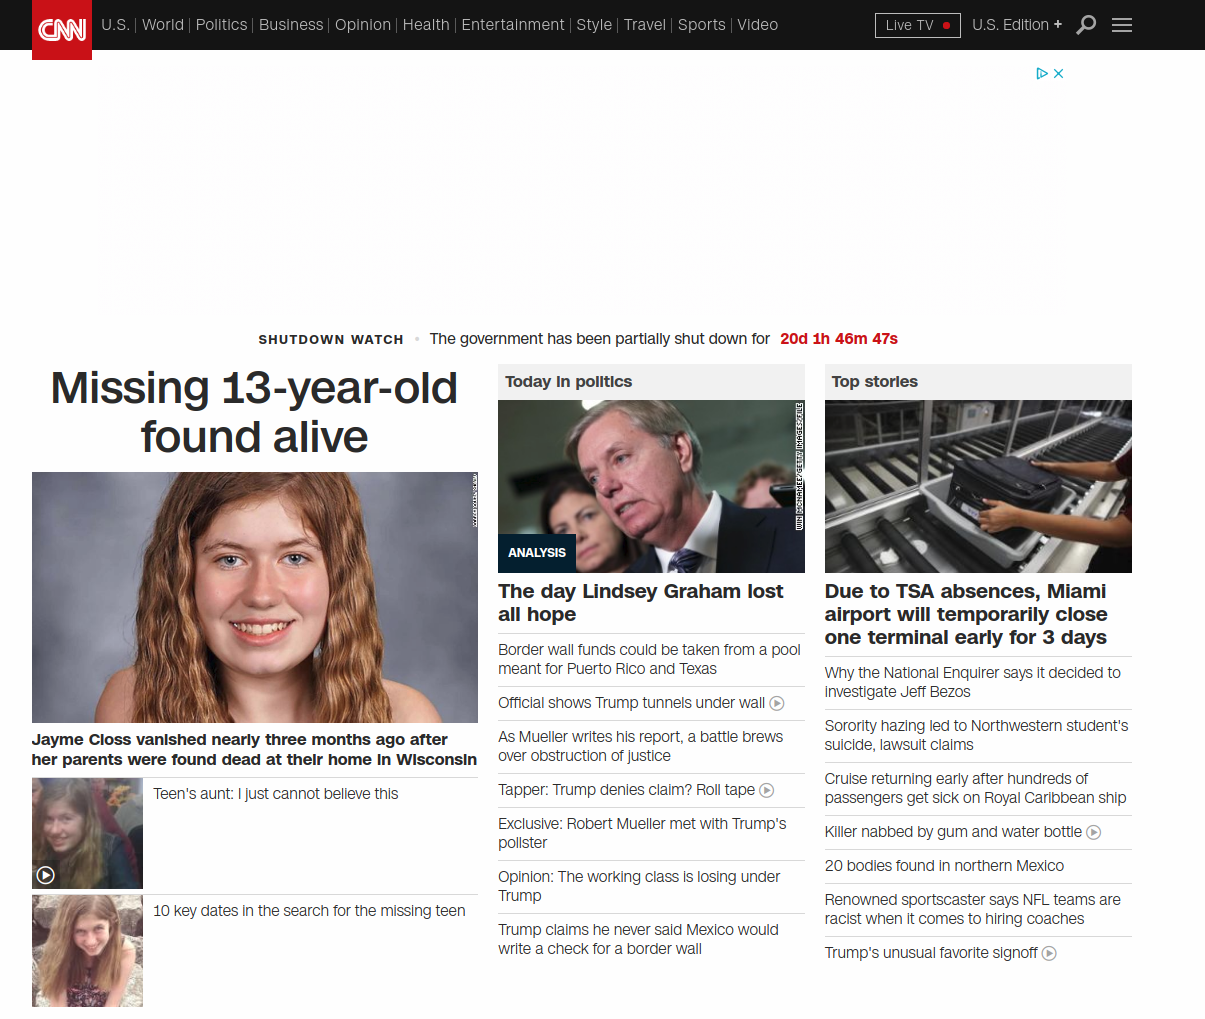 CNN
U.S.
World
Politics
Business
Opinion
Health
Entertainment
Style
Travel
Sports
Video
Live TV
U.S. Edition +
SHUTDOWN WATCH • The government has been partially shut down for 20d 1h 46m 47s
Missing 13-year-old
found alive
Jayme Closs vanished nearly three months ago after
her parents were found dead at their home in Wisconsin
Teen's aunt: I just cannot believe this
10 key dates in the search for the missing teen
Today in politics
WIN MCNAMEE/GETTY IMAGES/FILE
ANALYSIS
The day Lindsey Graham lost
all hope
Border wall funds could be taken from a pool
meant for Puerto Rico and Texas
Official shows Trump tunnels under wall
As Mueller writes his report, a battle brews
over obstruction of justice
Tapper: Trump denies claim? Roll tape
Exclusive: Robert Mueller met with Trump's
pollster
Opinion: The working class is losing under
Trump
Trump claims he never said Mexico would
write a check for a border wall
Top stories
Due to TSA absences, Miami
airport will temporarily close
one terminal early for 3 days
Why the National Enquirer says it decided to
investigate Jeff Bezos
Sorority hazing led to Northwestern student's
suicide, lawsuit claims
Cruise returning early after hundreds of
passengers get sick on Royal Caribbean ship
Killer nabbed by gum and water bottle
20 bodies found in northern Mexico
Renowned sportscaster says NFL teams are
racist when it comes to hiring coaches
Trump's unusual favorite signoff